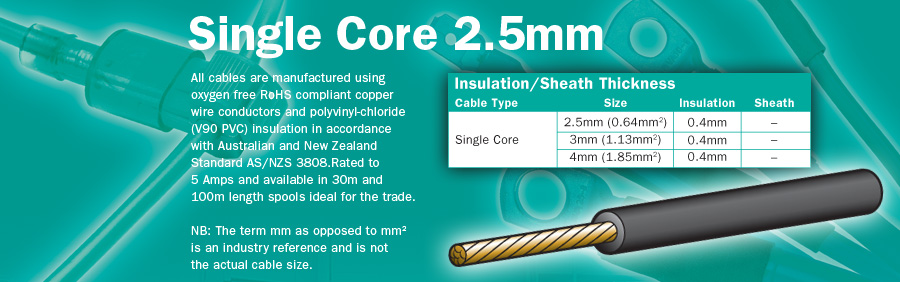 Single Core 2.5mm
All cables are manufactured using
oxygen free RoHS compliant copper
wire conductors and polyvinyl-chloride
(V90 PVC) insulation in accordance
with Australian and New Zealand
Standard AS/NZS 3808.Rated to
5 Amps and available in 30m and
100m length spools ideal for the trade.
NB: The term mm as opposed to mm²
is an industry reference and is not
the actual cable size.
Insulation/Sheath Thickness
Cable Type Size Insulation Sheath
Single Core
2.5mm (0.64mm²) 0.4mm –
3mm (1.13mm²) 0.4mm –
4mm (1.85mm²) 0.4mm –